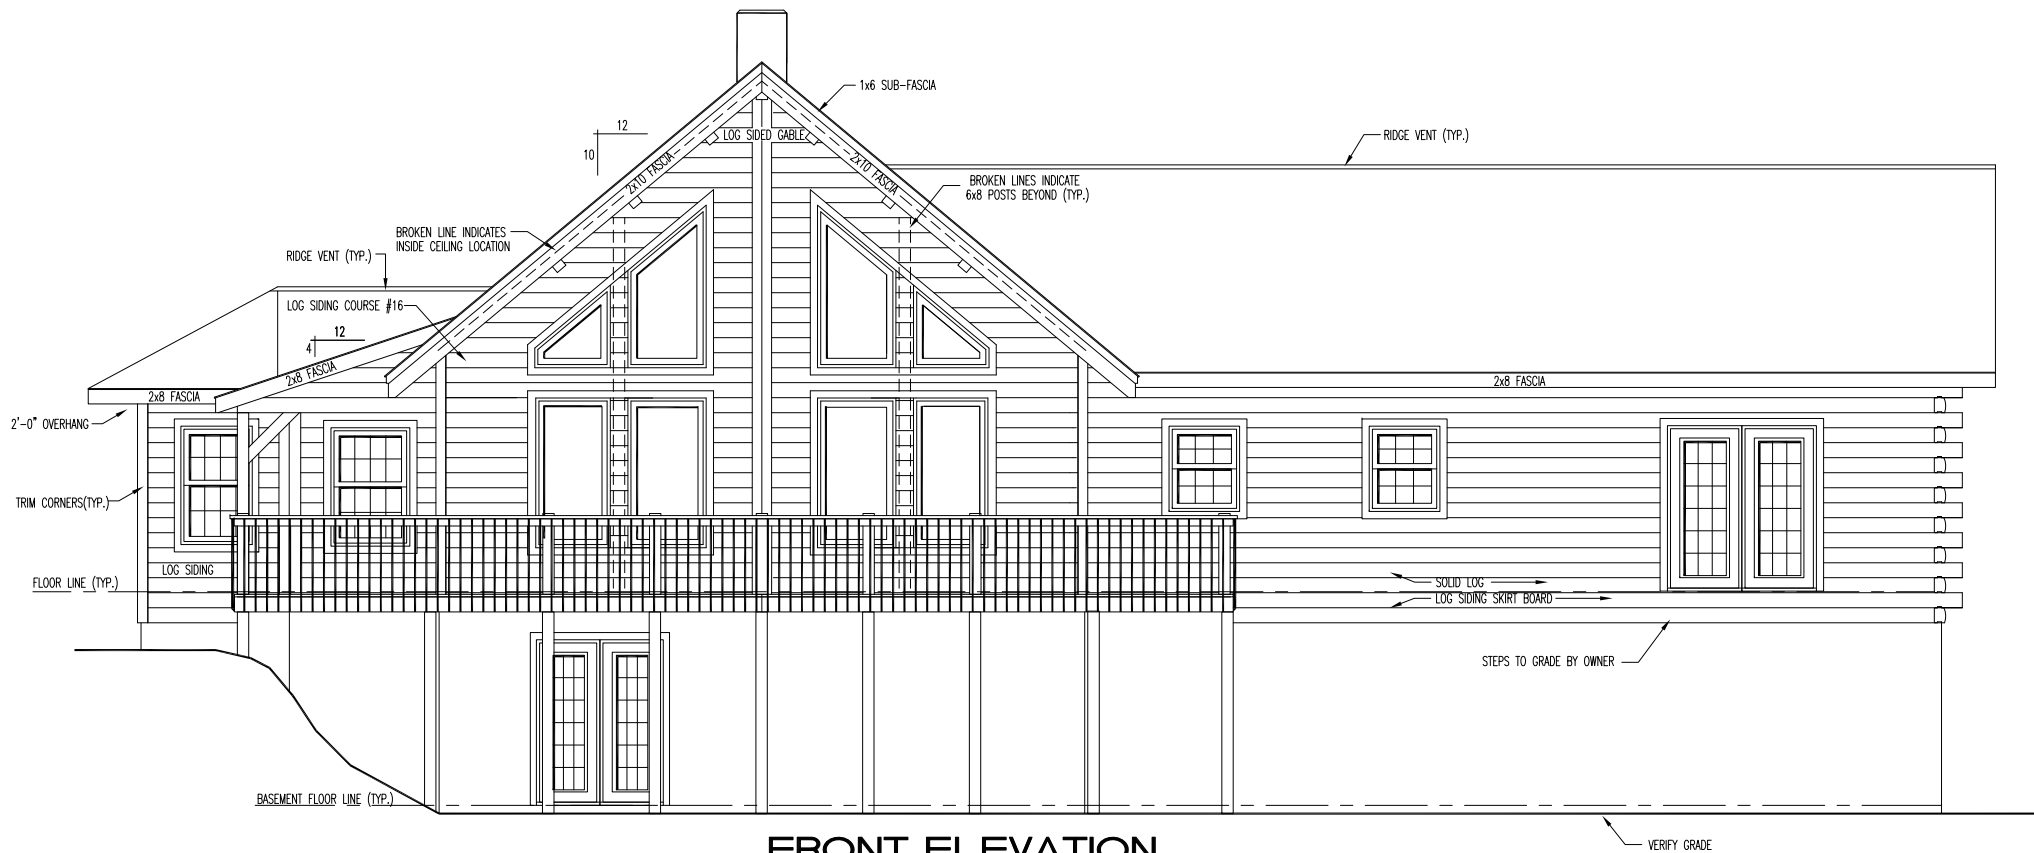 1x6 SUB-FASCIA
12
10
LOG SIDED GABLE
RIDGE VENT (TYP.)
2x10 FASCIA
2x10 FASCIA
BROKEN LINES INDICATE
6x8 POSTS BEYOND (TYP.)
BROKEN LINE INDICATES
INSIDE CEILING LOCATION
RIDGE VENT (TYP.)
LOG SIDING COURSE #16
12
4
2x8 FASCIA
2x8 FASCIA
2x8 FASCIA
2'-0" OVERHANG
TRIM CORNERS(TYP.)
LOG SIDING
FLOOR LINE (TYP.)
SOLID LOG
LOG SIDING SKIRT BOARD
STEPS TO GRADE BY OWNER
BASEMENT FLOOR LINE (TYP.)
FRONT ELEVATION
VERIFY GRADE